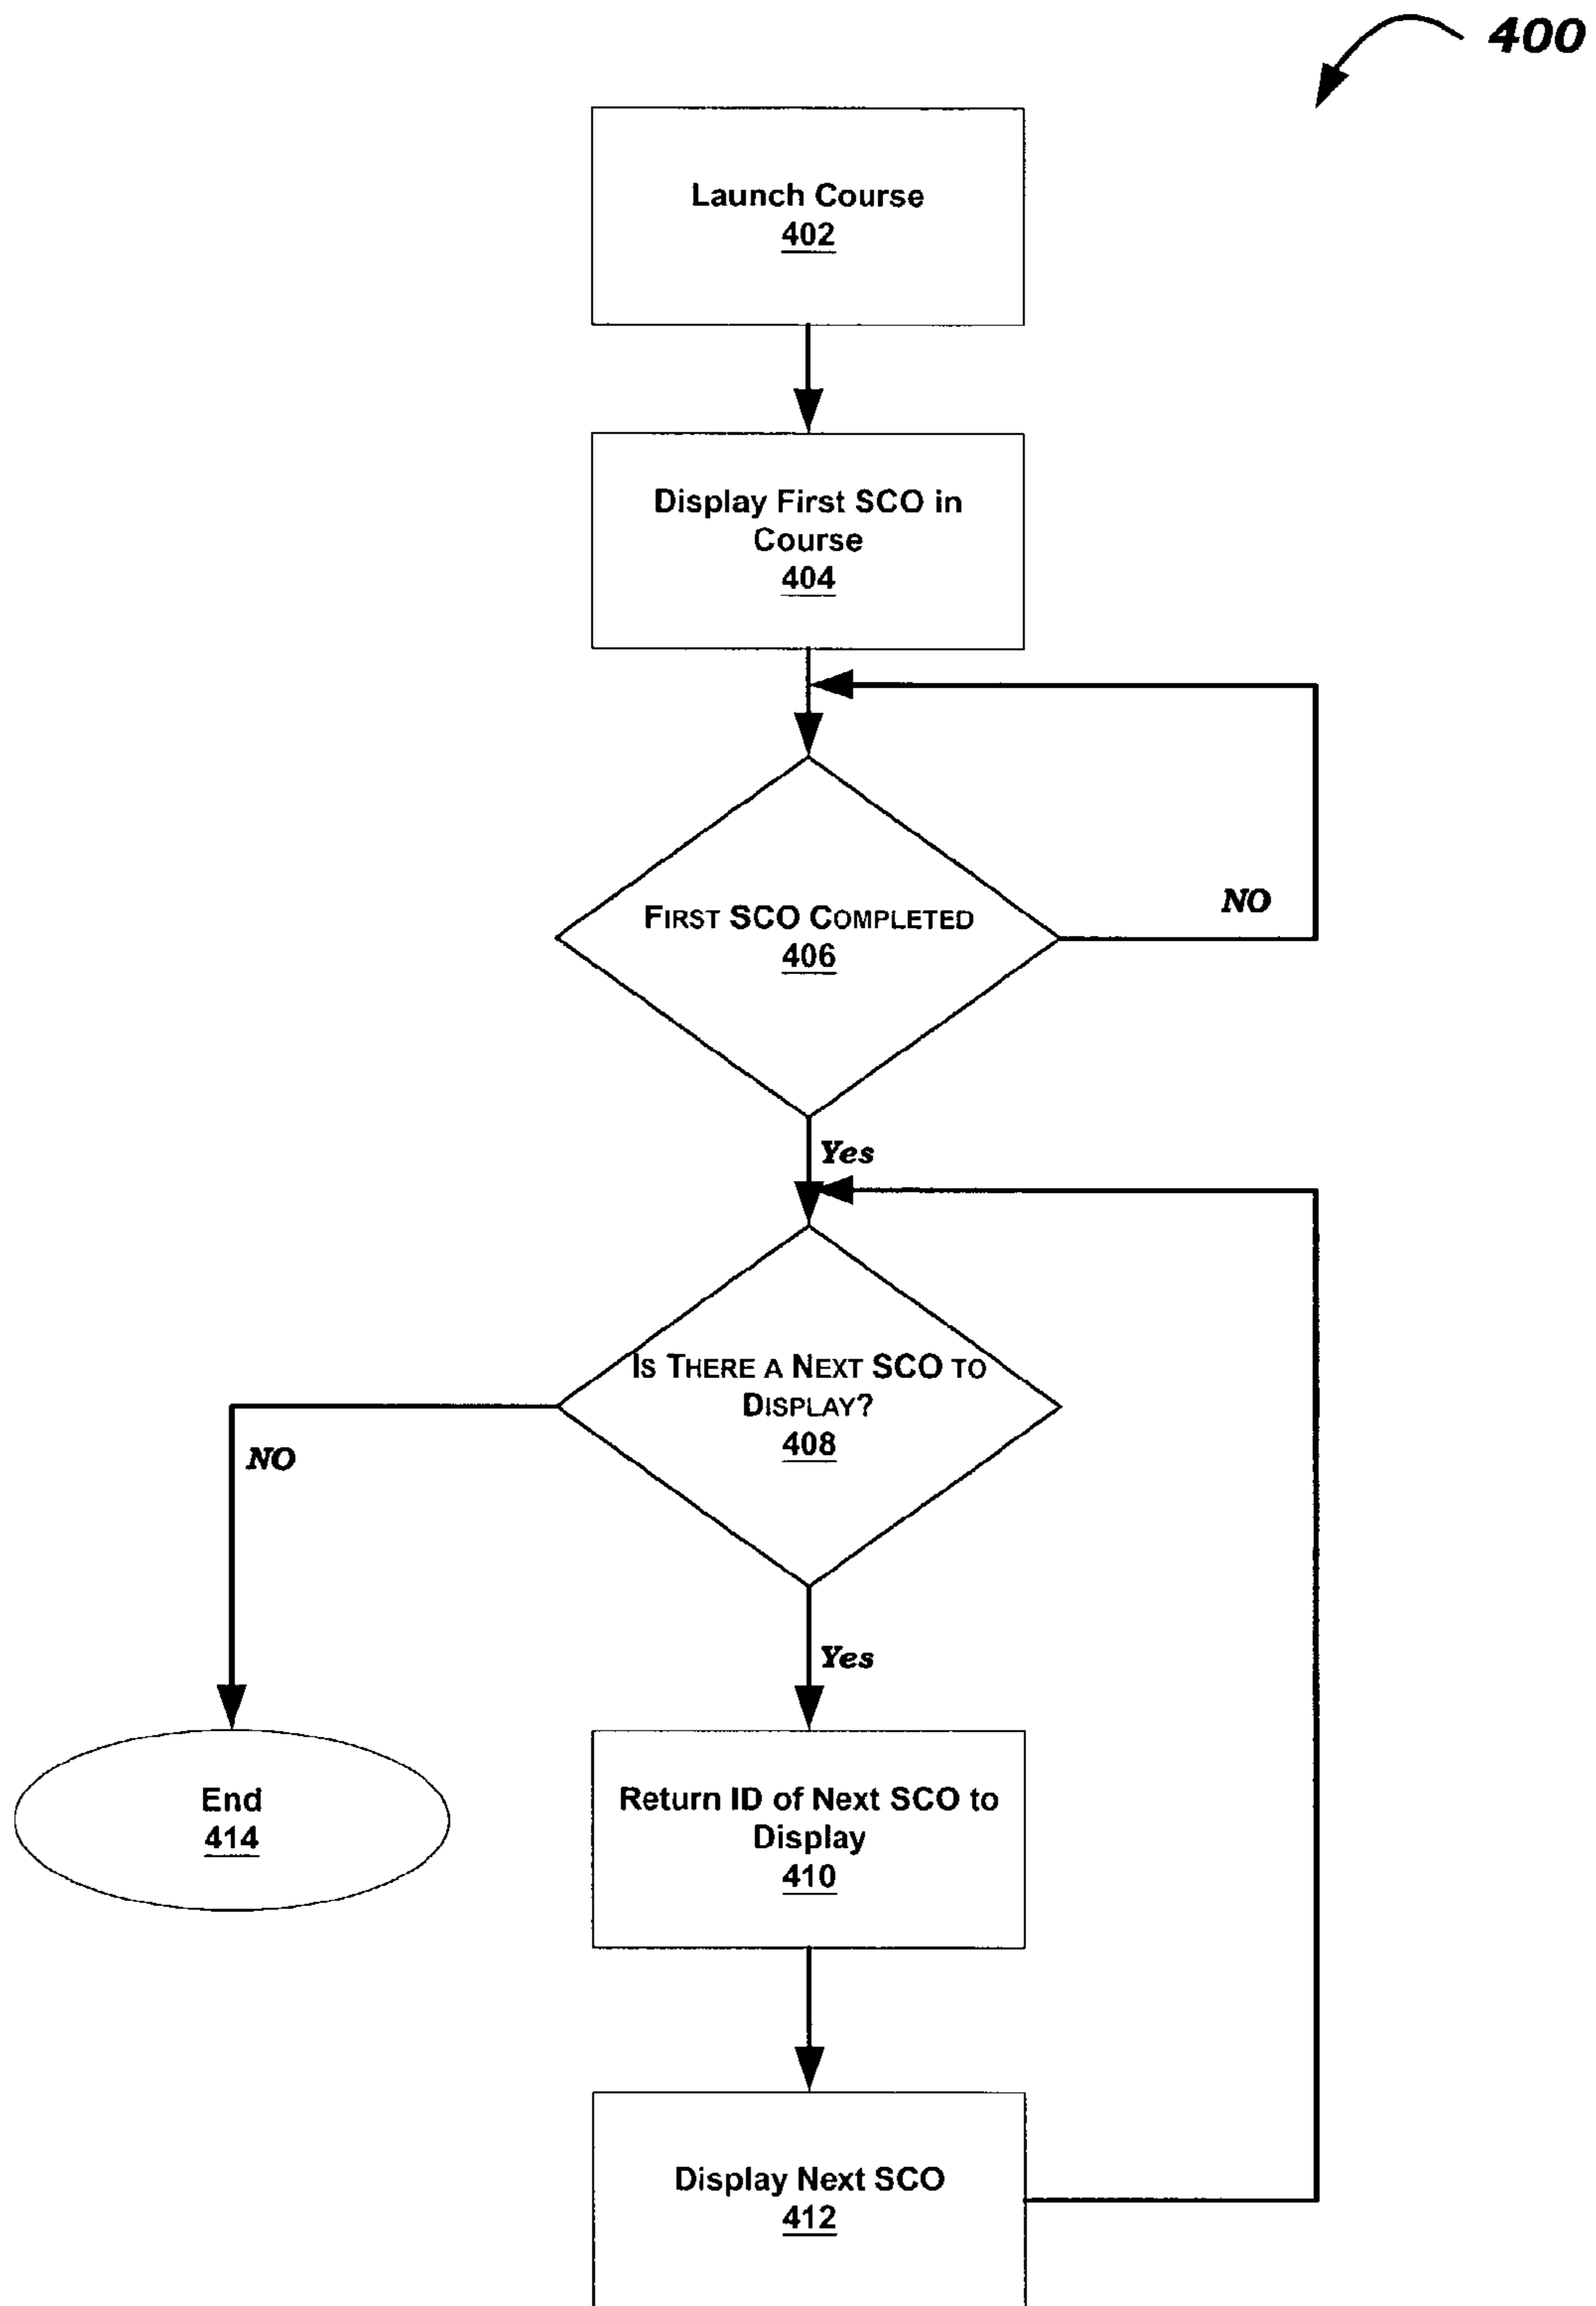 400
Launch Course
402
Display First SCO in
Course
404
FIRST SCO COMPLETED
406
NO
Yes
IS THERE A NEXT SCO TO
DISPLAY?
408
NO
Yes
End
414
Return ID of Next SCO to
Display
410
Display Next SCO
412